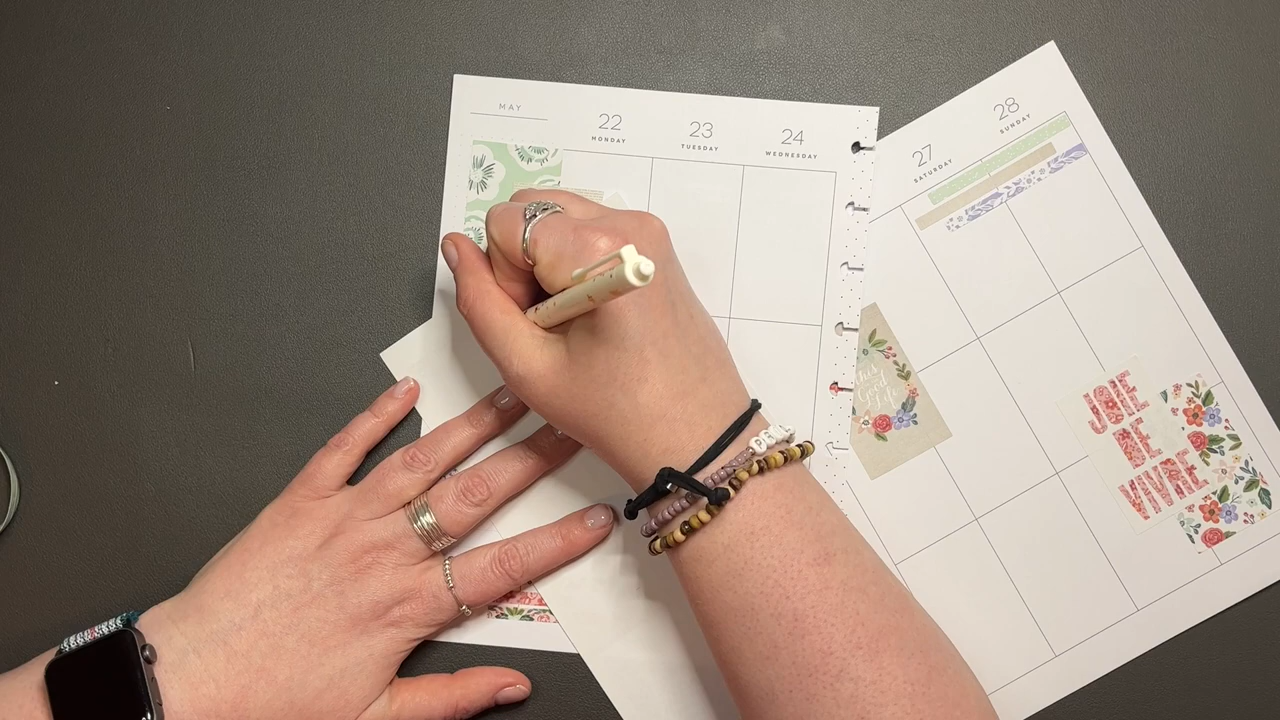 MAY
22
MONDAY
23
TUESDAY
24
WEDNESDAY
27
SATURDAY
28
SUNDAY
this
Good
Life
JOIE
DE
VIVRE